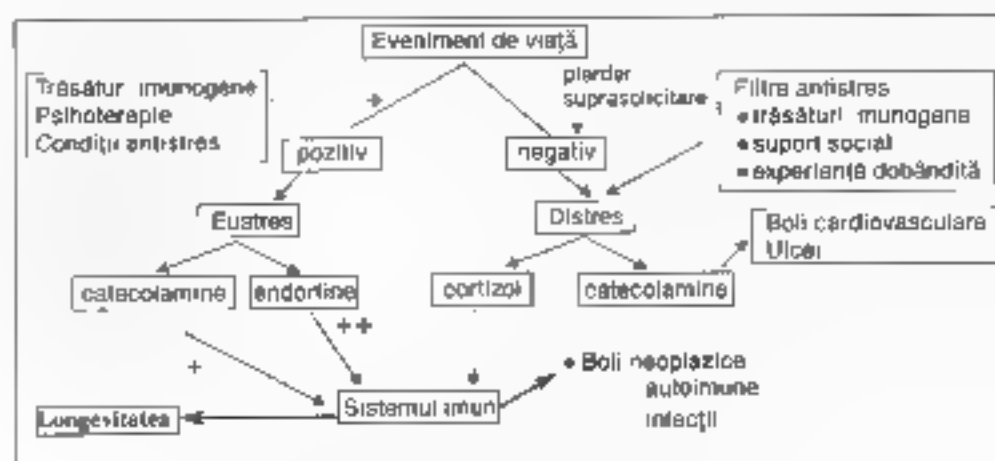 Eveniment de viață
Trăsături imunogene
Psihoterapie
Condiții antistres
pierderi
suprasolicitare
Filtre antistres
• trăsături imunogene
• suport social
• experiență dobândită
+
pozitiv
negativ
Eustres
Distres
Boli cardiovasculare
Ulcer
catecolamine
endorfine
cortizol
catecolamine
+
++
Sistemul imun
Longevitatea
• Boli neoplazice
autoimune
infecții